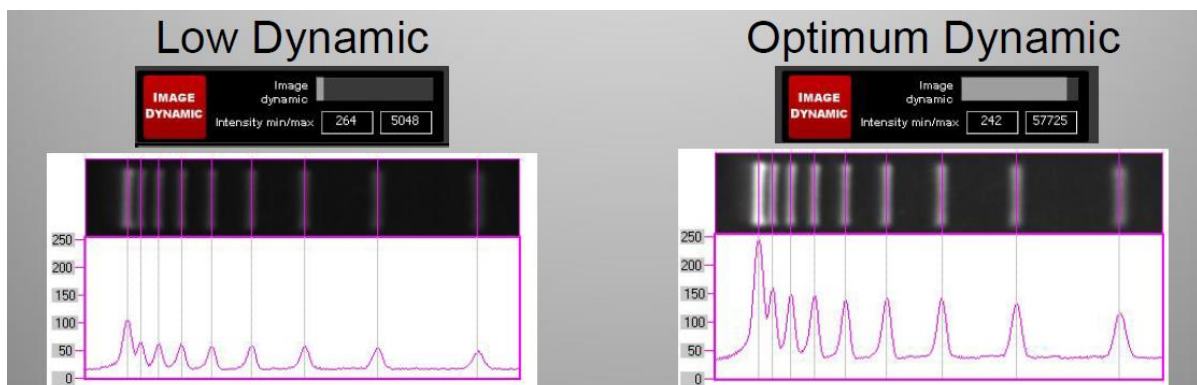 Low Dynamic
IMAGE DYNAMIC
Image dynamic
Intensity min/max 264 5048
250
200
150
100
50
0
Optimum Dynamic
IMAGE DYNAMIC
Image dynamic
Intensity min/max 242 57725
250
200
150
100
50
0